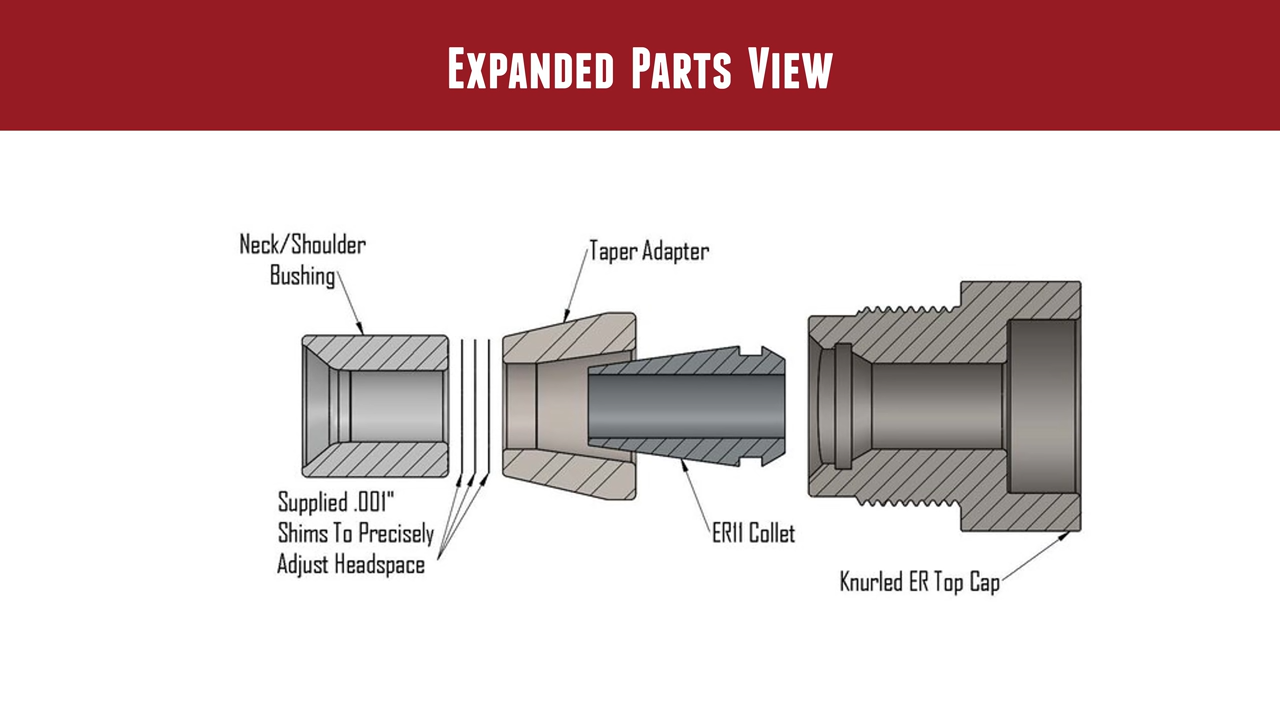 Expanded Parts View
Neck/Shoulder
Bushing
Taper Adapter
Supplied .001"
Shims To Precisely
Adjust Headspace
ER11 Collet
Knurled ER Top Cap